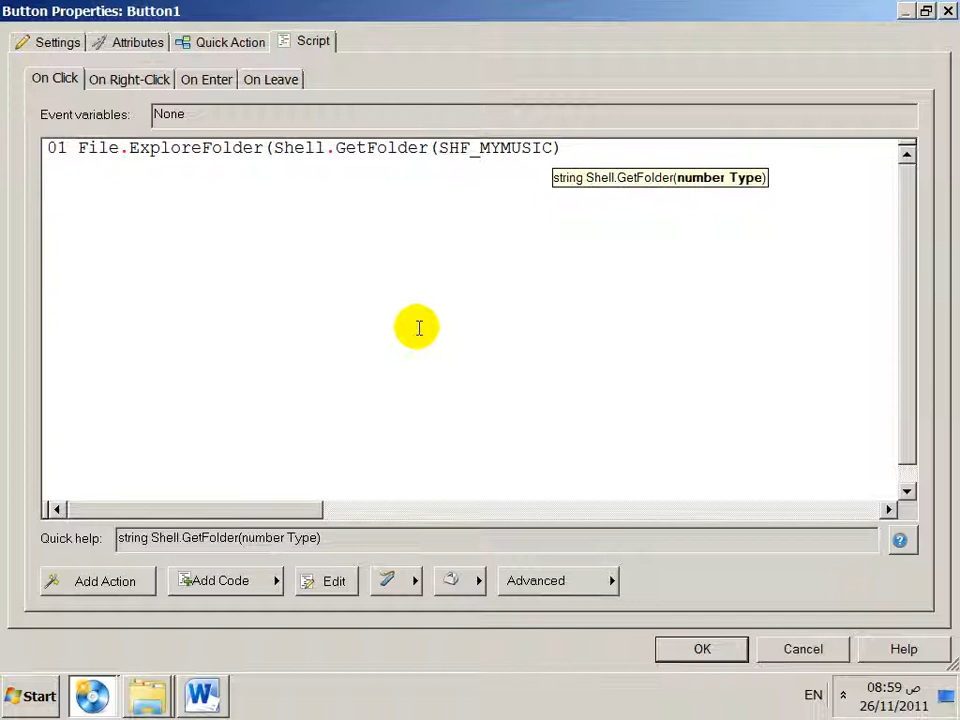 Button Properties: Button1
Settings Attributes Quick Action Script
On Click On Right-Click On Enter On Leave
Event variables: None
01 File.ExploreFolder(Shell.GetFolder(SHF_MYMUSIC)
string Shell.GetFolder(number Type)
Quick help: string Shell.GetFolder(number Type)
Add Action Add Code Edit Advanced
OK Cancel Help
Start EN 08:59 ص
26/11/2011